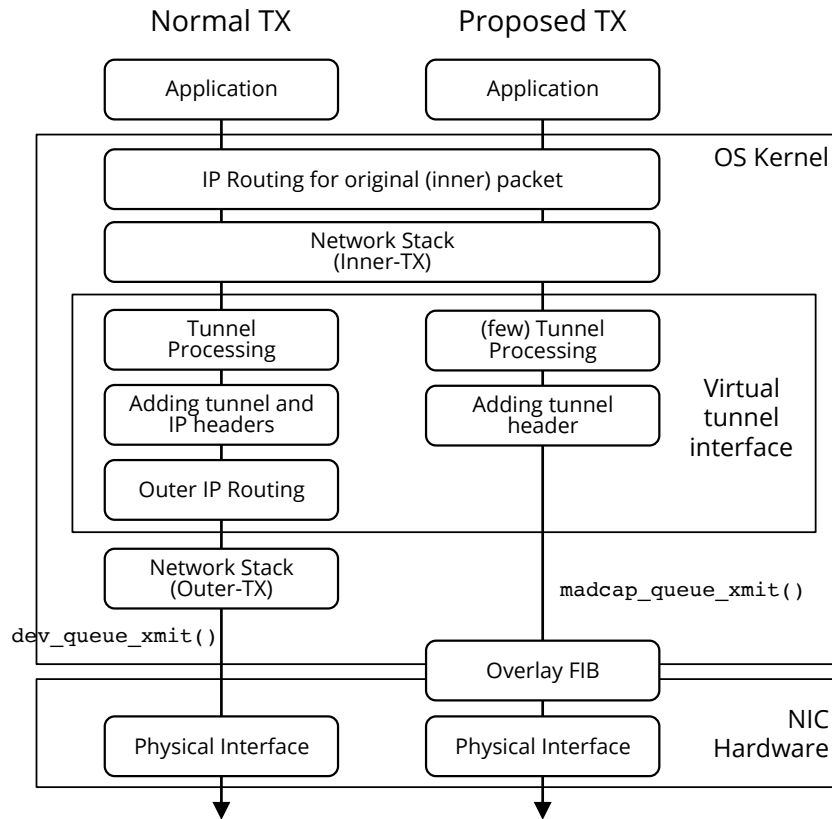 Normal TX
Proposed TX
Application
Application
OS Kernel
IP Routing for original (inner) packet
Network Stack
(Inner-TX)
Tunnel
Processing
(few) Tunnel
Processing
Adding tunnel and
IP headers
Adding tunnel
header
Virtual
tunnel
interface
Outer IP Routing
Network Stack
(Outer-TX)
madcap_queue_xmit()
dev_queue_xmit()
Overlay FIB
NIC
Hardware
Physical Interface
Physical Interface